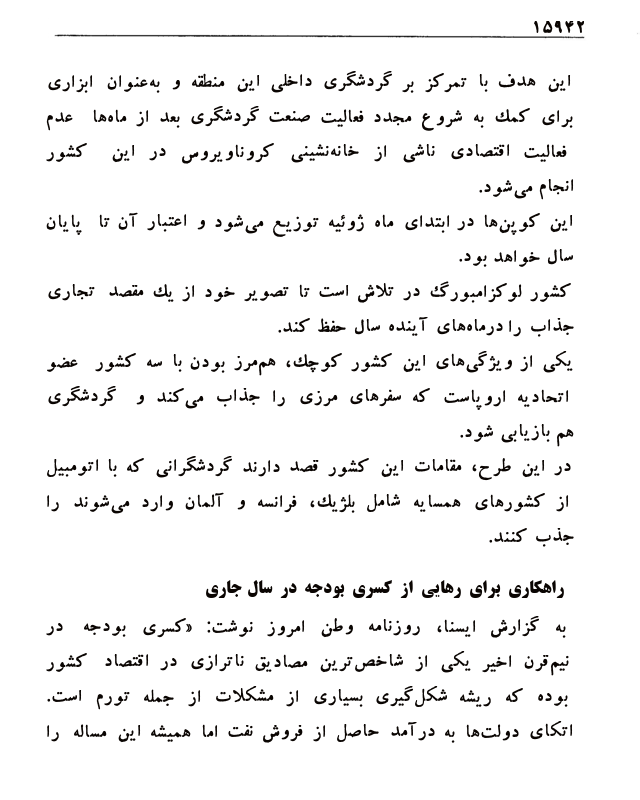 ۱۵۹۴۲
این هدف با تمرکز بر گردشگری داخلی این منطقه و به‌عنوان ابزاری
برای کمك به شروع مجدد فعالیت صنعت گردشگری بعد از ماه‌ها عدم
فعالیت اقتصادی ناشی از خانه‌نشینی کروناویروس در این کشور
انجام می‌شود.
این کوپن‌ها در ابتدای ماه ژوئیه توزیع می‌شود و اعتبار آن تا پایان
سال خواهد بود.
کشور لوکزامبورگ در تلاش است تا تصویر خود از یك مقصد تجاری
جذاب را درماه‌های آینده سال حفظ کند.
یکی از ویژگی‌های این کشور کوچك، هم‌مرز بودن با سه کشور عضو
اتحادیه اروپاست که سفرهای مرزی را جذاب می‌کند و گردشگری
هم بازیابی شود.
در این طرح، مقامات این کشور قصد دارند گردشگرانی که با اتومبیل
از کشورهای همسایه شامل بلژیك، فرانسه و آلمان وارد می‌شوند را
جذب کنند.
راهکاری برای رهایی از کسری بودجه در سال جاری
به گزارش ایسنا، روزنامه وطن امروز نوشت: «کسری بودجه در
نیم‌قرن اخیر یکی از شاخص‌ترین مصادیق ناترازی در اقتصاد کشور
بوده که ریشه شکل‌گیری بسیاری از مشکلات از جمله تورم است.
اتکای دولت‌ها به درآمد حاصل از فروش نفت اما همیشه این مساله را